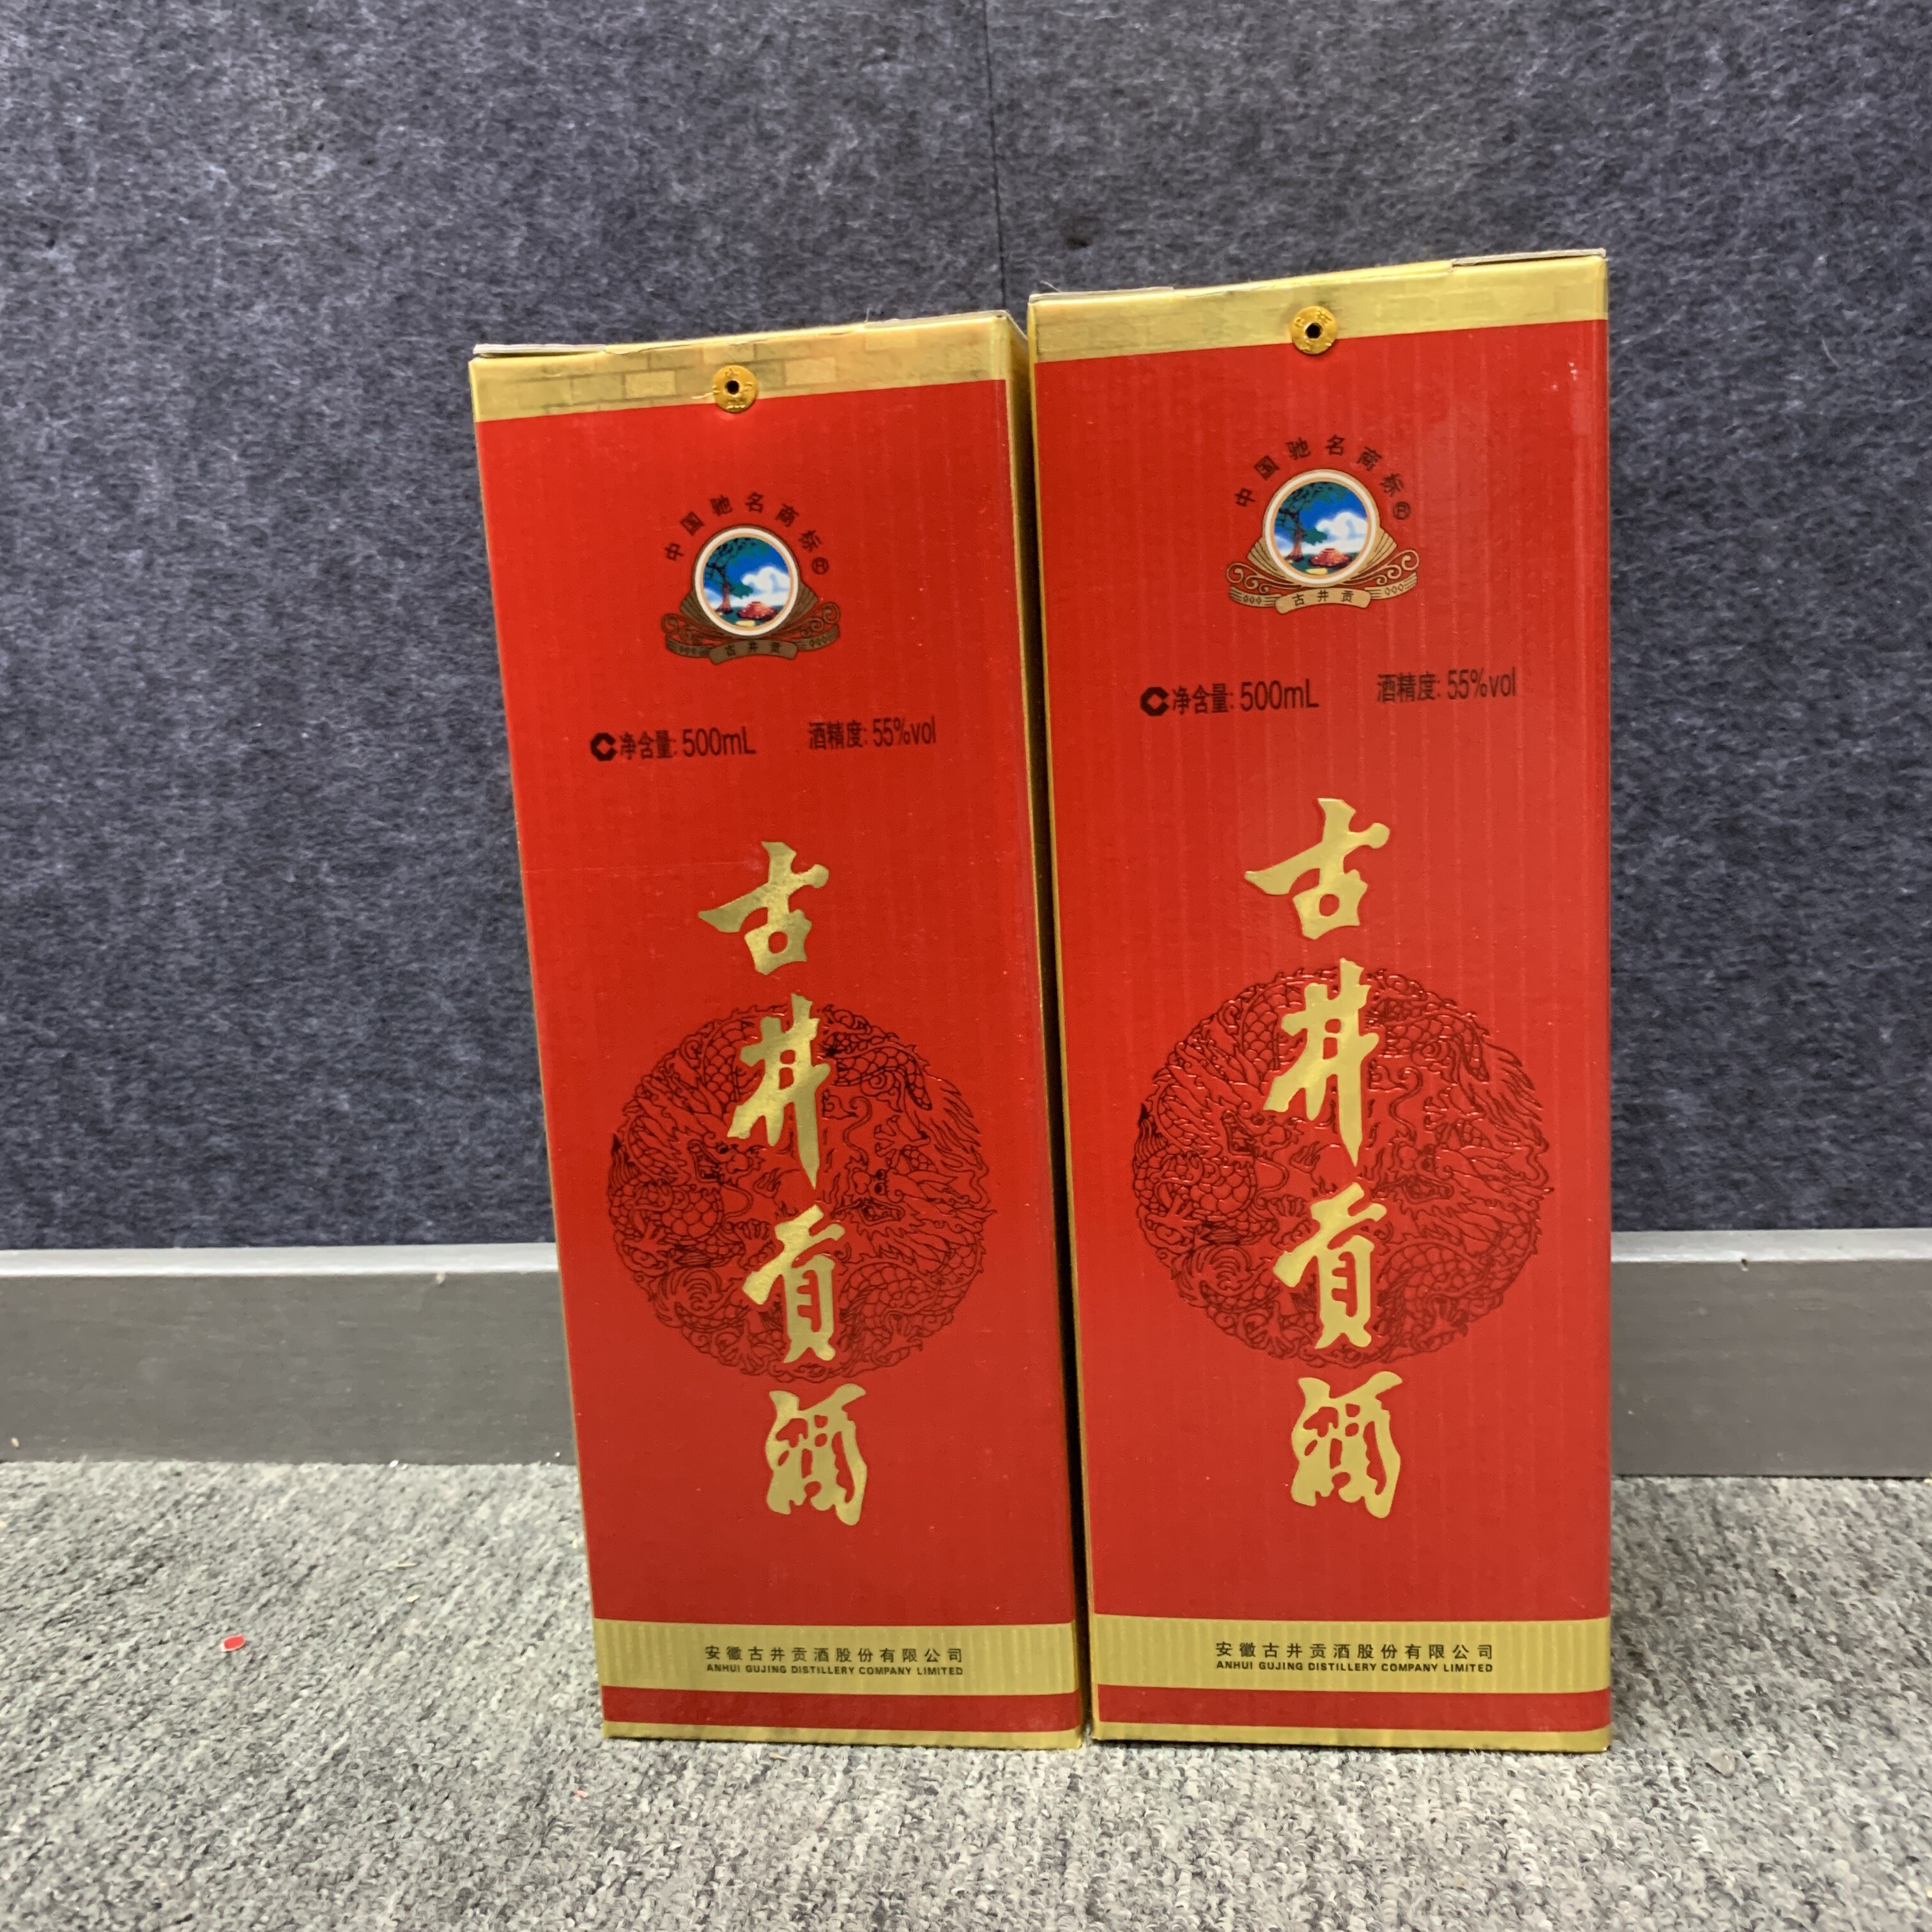 中国驰名商标
古井贡
净含量: 500mL 酒精度: 55%vol
古井贡酒
安徽古井贡酒股份有限公司
ANHUI GUJING DISTILLERY COMPANY LIMITED
中国驰名商标
古井贡
净含量: 500mL 酒精度: 55%vol
古井贡酒
安徽古井贡酒股份有限公司
ANHUI GUJING DISTILLERY COMPANY LIMITED